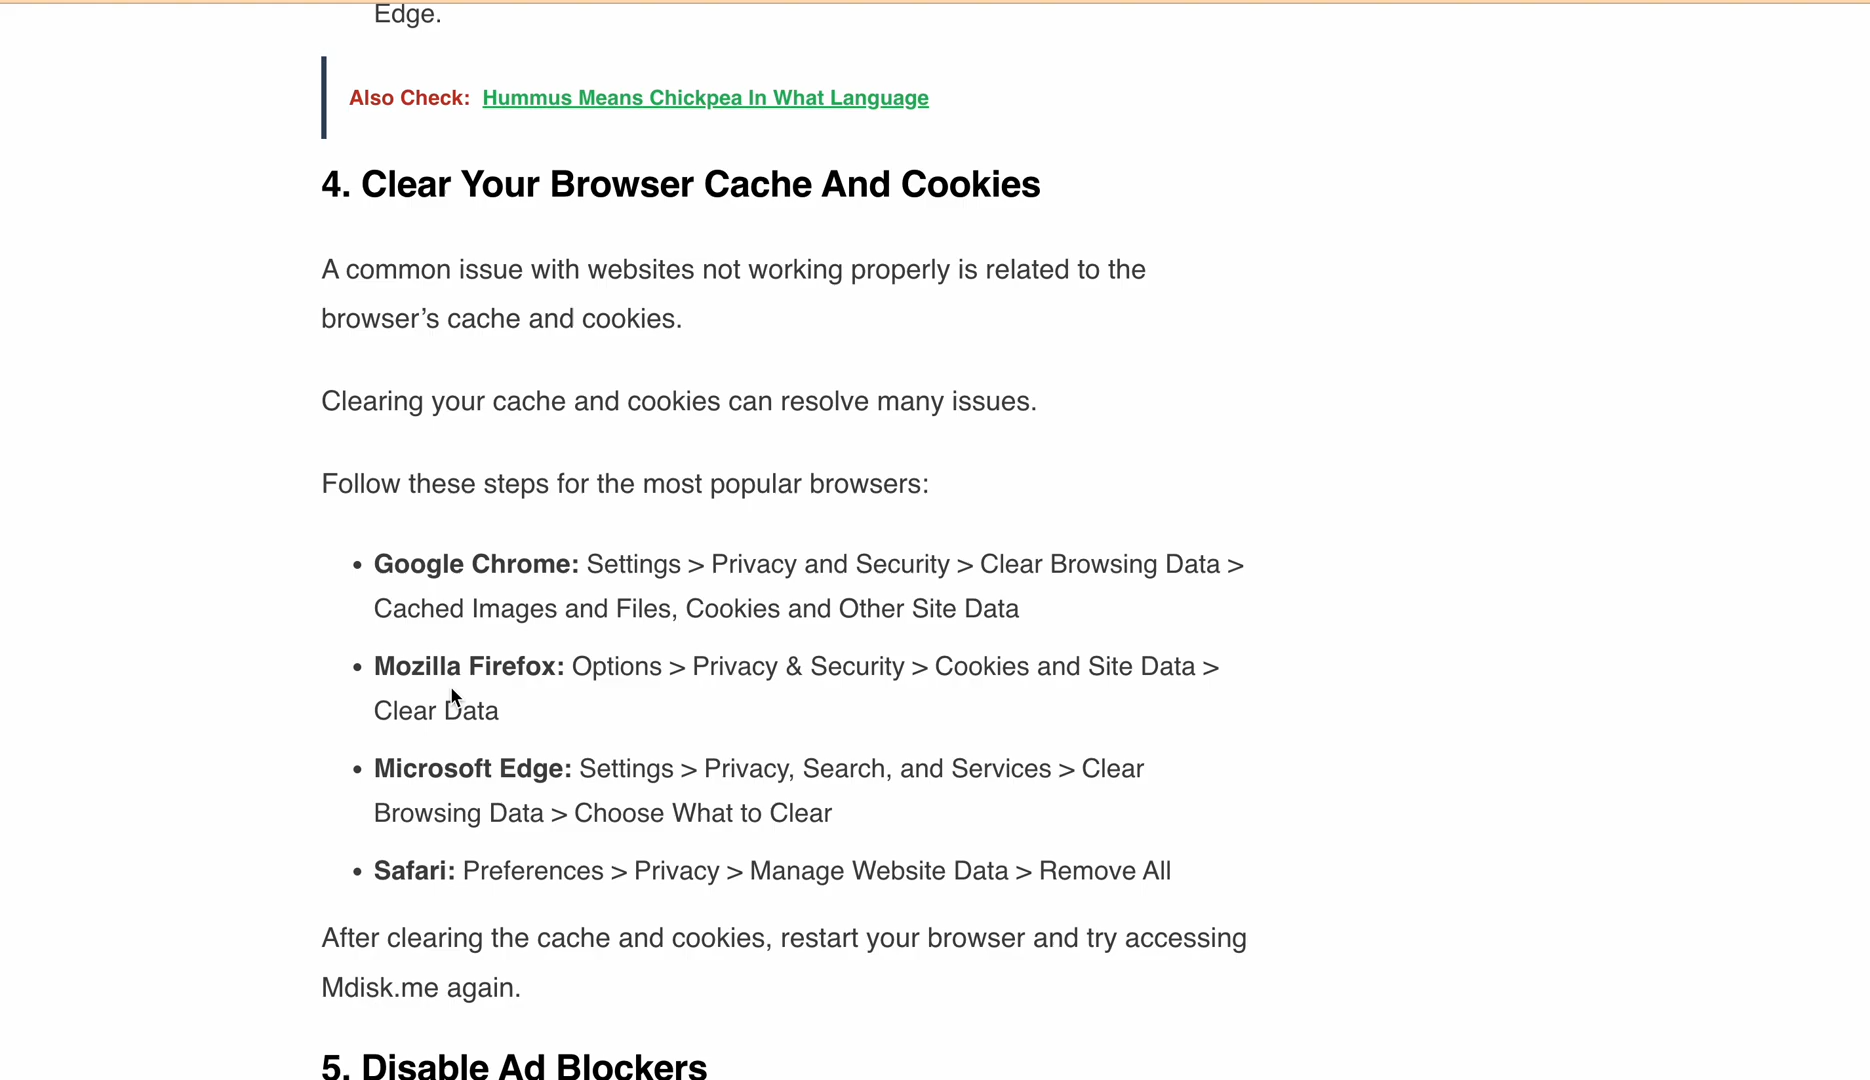 Edge.
Also Check: Hummus Means Chickpea In What Language
4. Clear Your Browser Cache And Cookies
A common issue with websites not working properly is related to the
browser’s cache and cookies.
Clearing your cache and cookies can resolve many issues.
Follow these steps for the most popular browsers:
• Google Chrome: Settings > Privacy and Security > Clear Browsing Data >
Cached Images and Files, Cookies and Other Site Data
• Mozilla Firefox: Options > Privacy & Security > Cookies and Site Data >
Clear Data
• Microsoft Edge: Settings > Privacy, Search, and Services > Clear
Browsing Data > Choose What to Clear
• Safari: Preferences > Privacy > Manage Website Data > Remove All
After clearing the cache and cookies, restart your browser and try accessing
Mdisk.me again.
5. Disable Ad Blockers